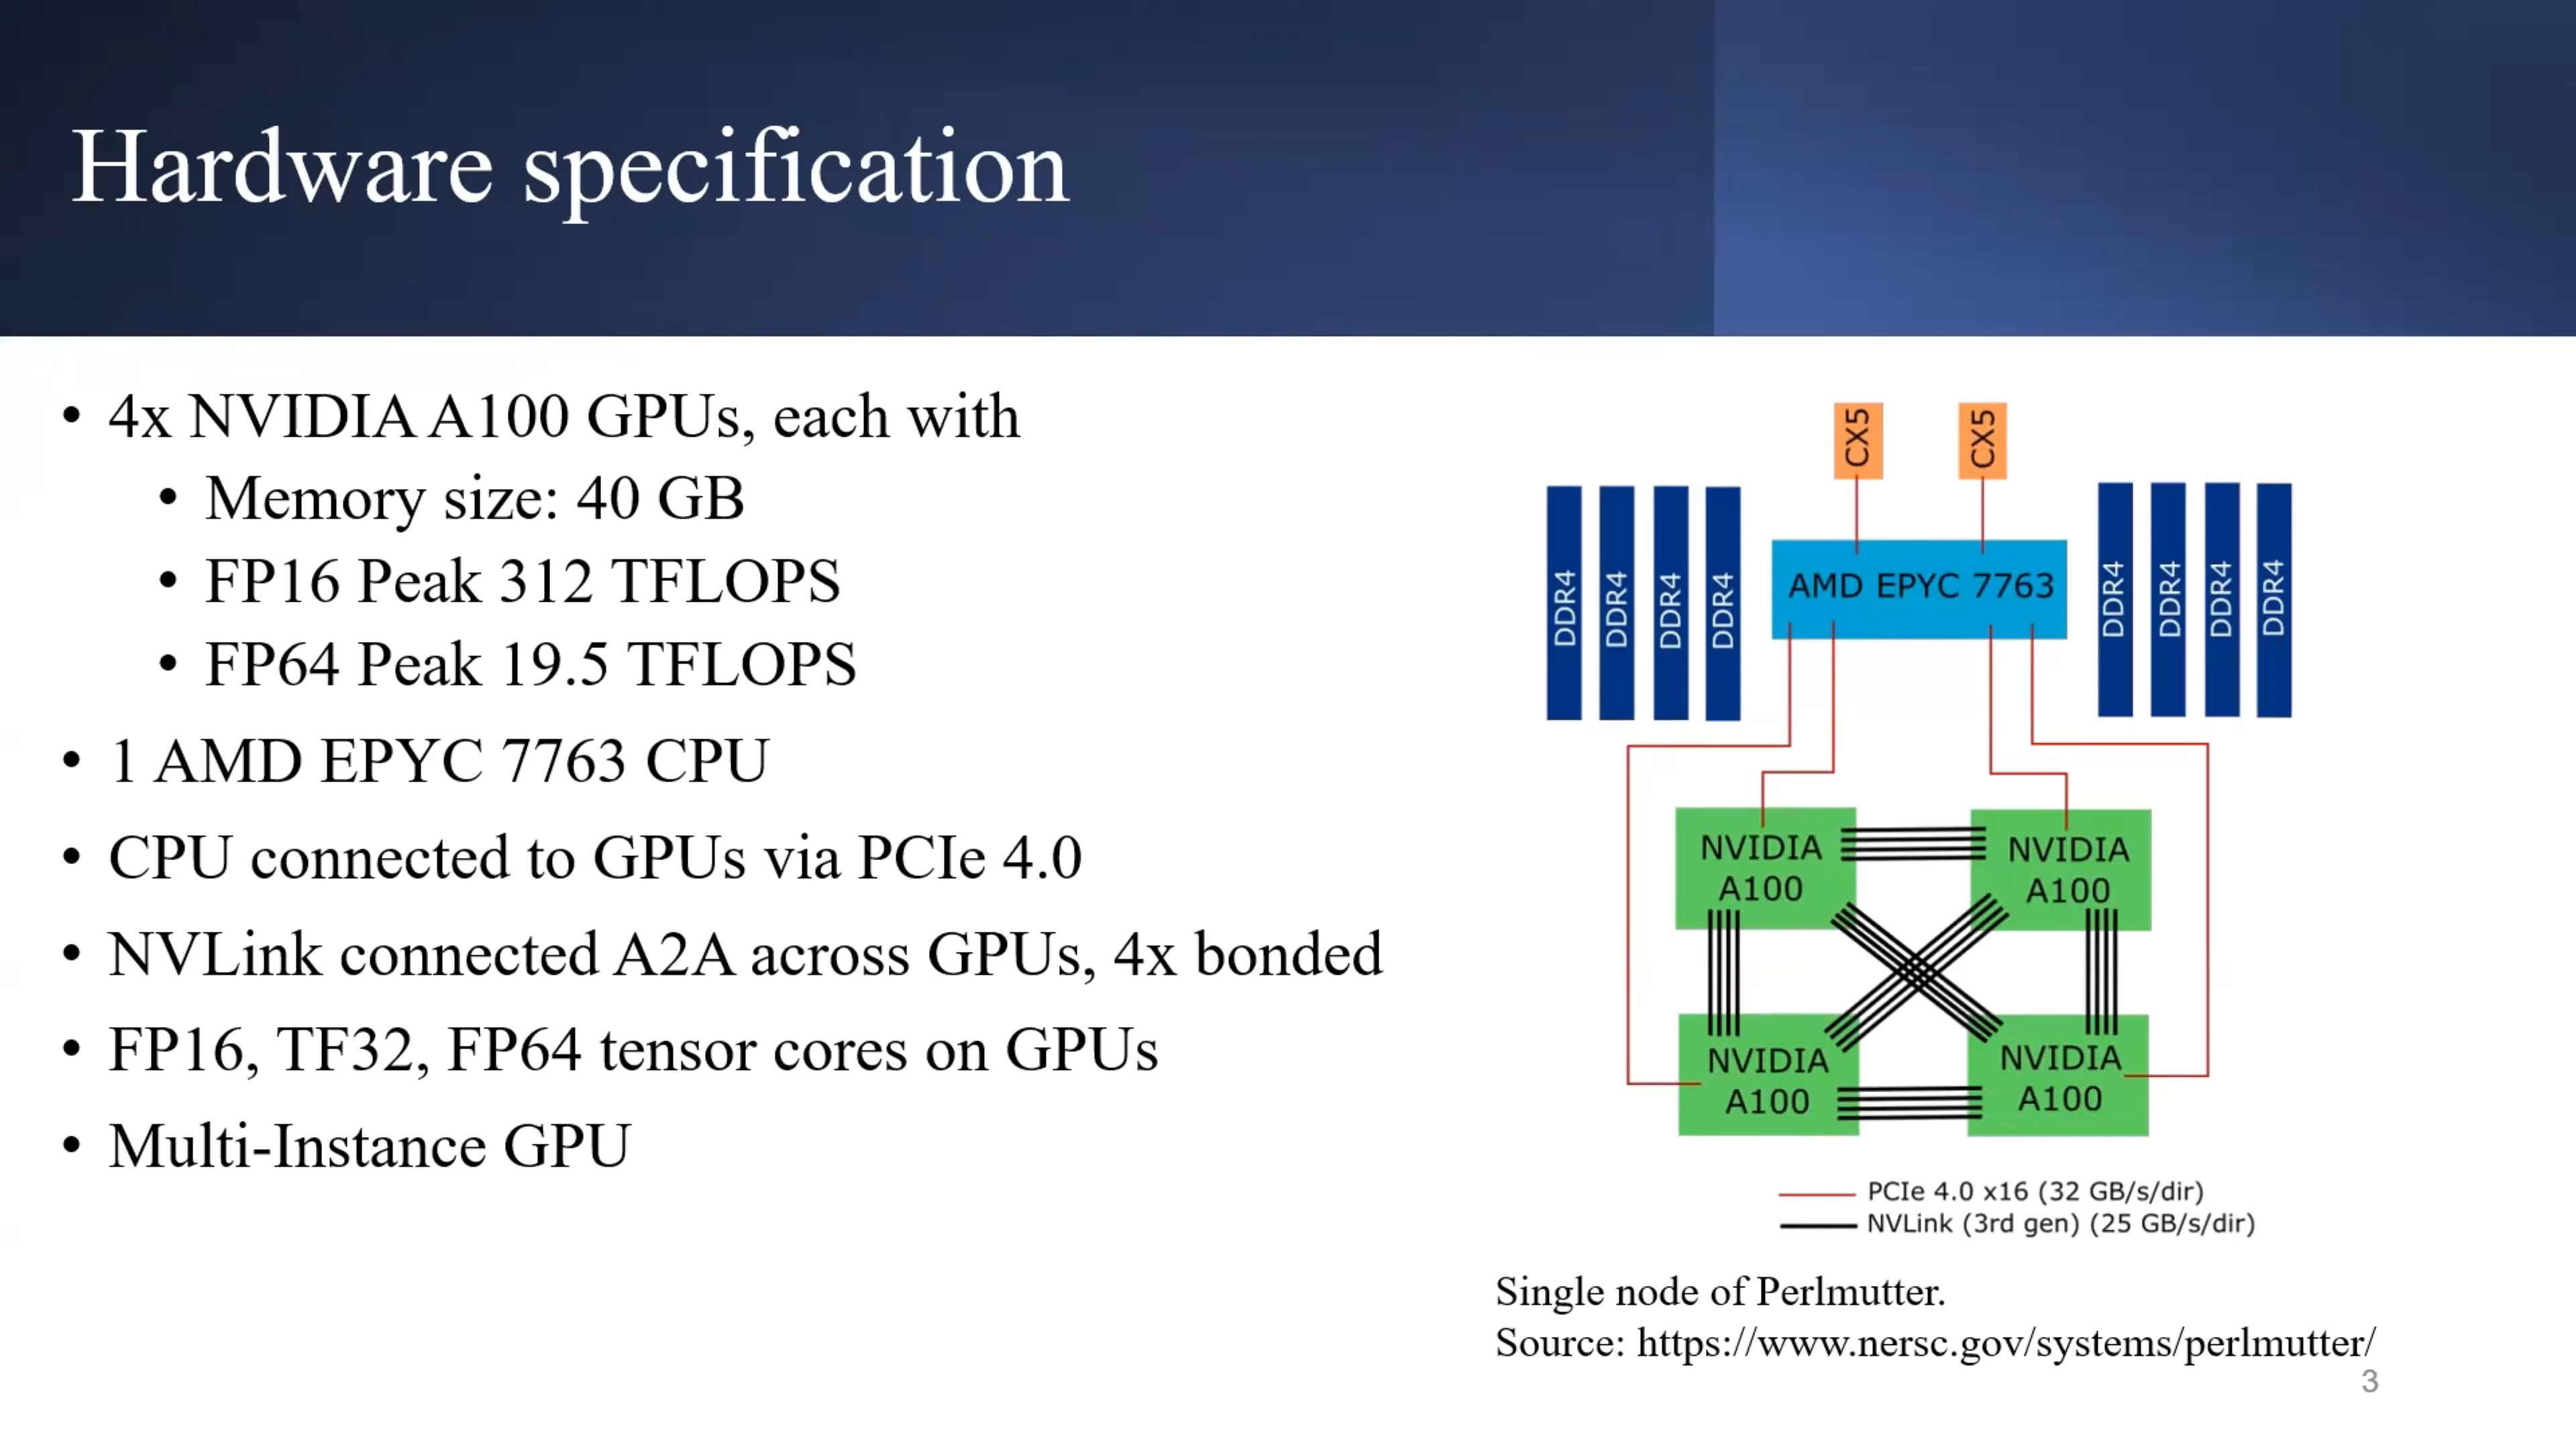 Hardware specification
• 4x NVIDIA A100 GPUs, each with
• Memory size: 40 GB
• FP16 Peak 312 TFLOPS
• FP64 Peak 19.5 TFLOPS
• 1 AMD EPYC 7763 CPU
• CPU connected to GPUs via PCIe 4.0
• NVLink connected A2A across GPUs, 4x bonded
• FP16, TF32, FP64 tensor cores on GPUs
• Multi-Instance GPU
CX5
CX5
DDR4
DDR4
DDR4
DDR4
AMD EPYC 7763
DDR4
DDR4
DDR4
DDR4
NVIDIA
A100
NVIDIA
A100
NVIDIA
A100
NVIDIA
A100
PCIe 4.0 x16 (32 GB/s/dir)
NVLink (3rd gen) (25 GB/s/dir)
Single node of Perlmutter.
Source: https://www.nersc.gov/systems/perlmutter/
3